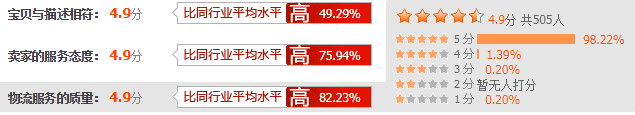 宝贝与描述相符： 4.9分 比同行业平均水平 高 49.29%
卖家的服务态度： 4.9分 比同行业平均水平 高 75.94%
物流服务的质量： 4.9分 比同行业平均水平 高 82.23%
4.9分 共505人
5 分 98.22%
4 分 1.39%
3 分 0.20%
2 分 暂无人打分
1 分 0.20%